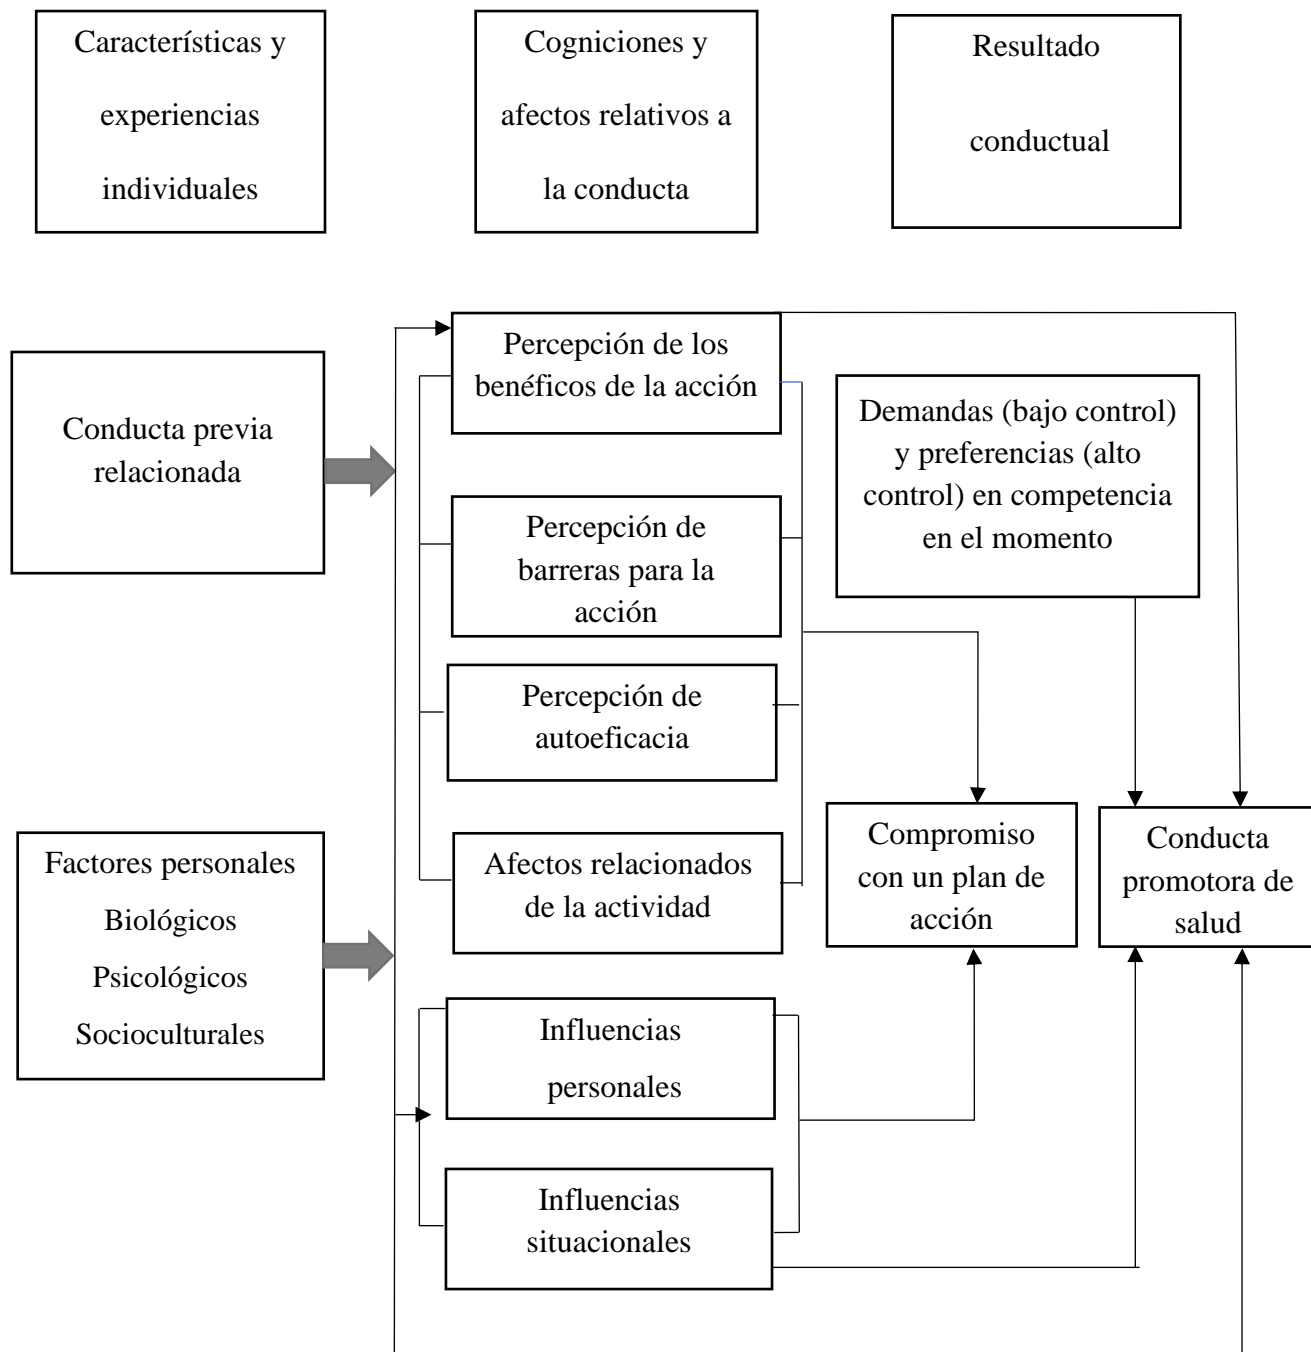 Características y
experiencias
individuales
Cogniciones y
afectos relativos a
la conducta
Resultado
conductual
Conducta previa
relacionada
Factores personales
Biológicos
Psicológicos
Socioculturales
Percepción de los
benéficos de la acción
Percepción de
barreras para la
acción
Percepción de
autoeficacia
Afectos relacionados
de la actividad
Influencias
personales
Influencias
situacionales
Demandas (bajo control)
y preferencias (alto
control) en competencia
en el momento
Compromiso
con un plan de
acción
Conducta
promotora de
salud